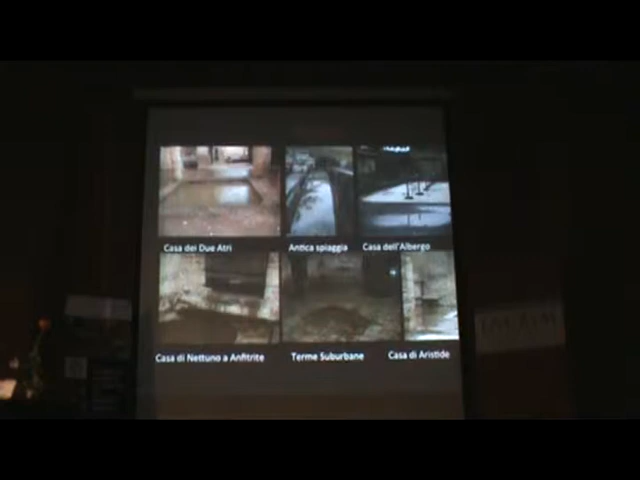 Casa dei Due Atri
Antica spiaggia
Casa dell'Albergo
Casa di Nettuno a Anfitrite
Terme Suburbane
Casa di Aristide